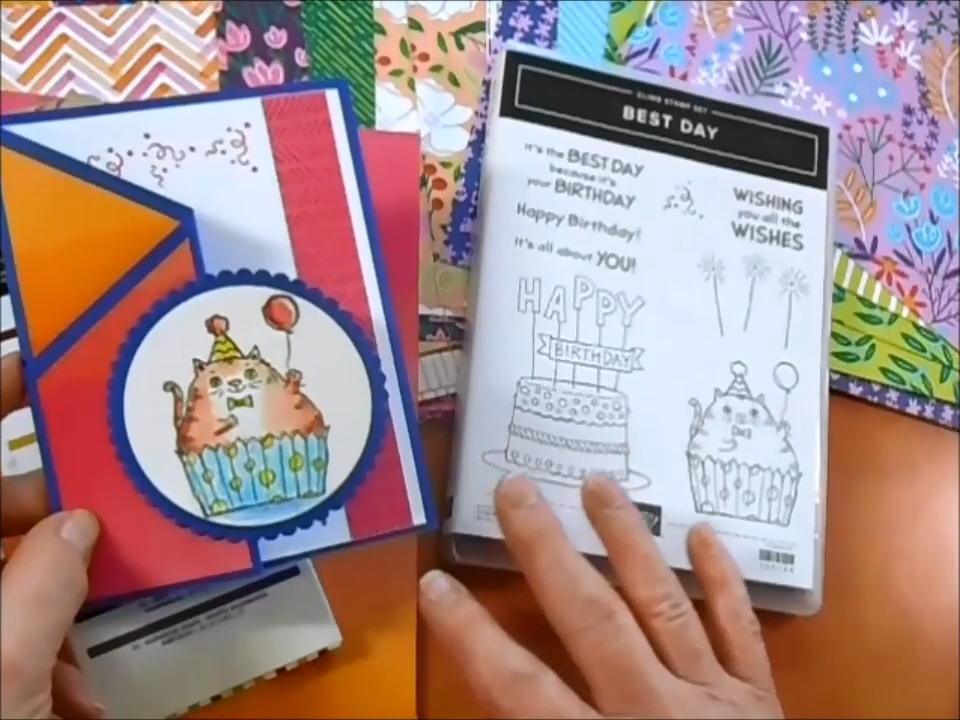 CLING STAMP SET
BEST DAY
It's the BEST DAY
because it's
your BIRTHDAY
Happy Birthday!
It's all about YOU!
WISHING
you all the
WISHES
HAPPY
BIRTHDAY